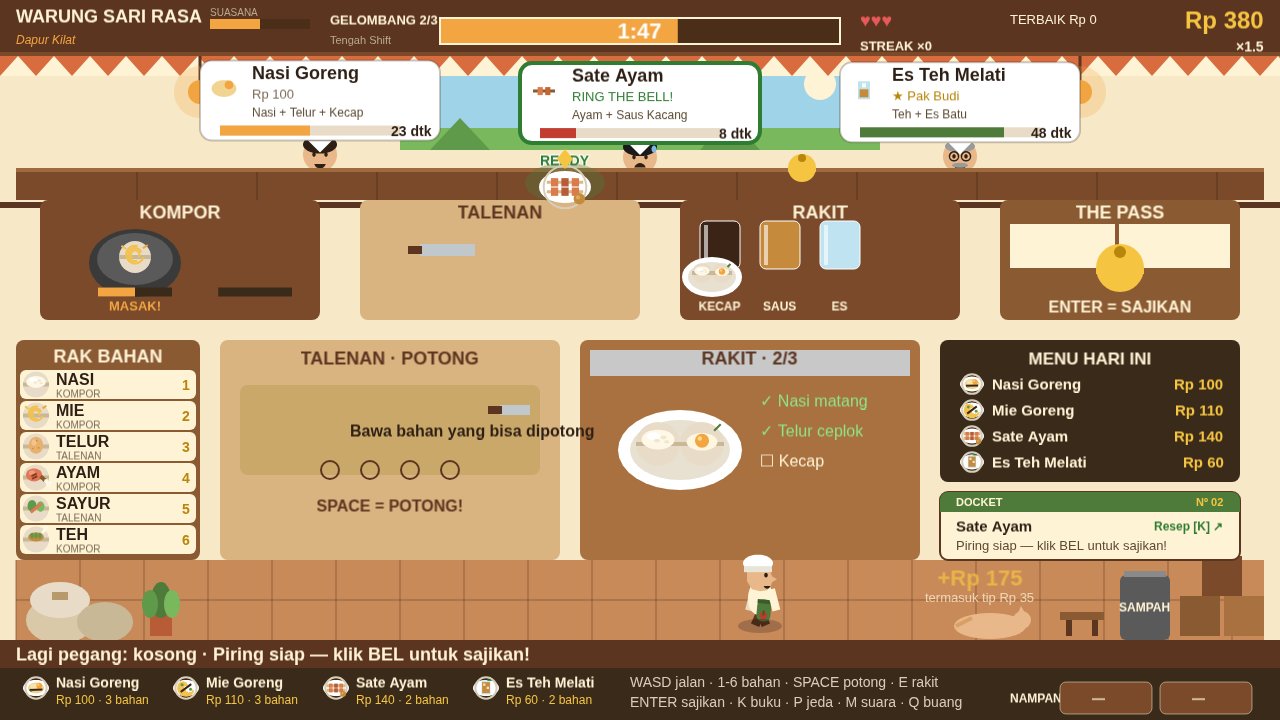 WARUNG SARI RASA
Dapur Kilat
SUASANA
GELOMBANG 2/3
Tengah Shift
1:47
♥♥♥
STREAK ×0
TERBAIK Rp 0
Rp 380
×1.5
Nasi Goreng
Rp 100
Nasi + Telur + Kecap
23 dtk
Sate Ayam
RING THE BELL!
Ayam + Saus Kacang
8 dtk
Es Teh Melati
★ Pak Budi
Teh + Es Batu
48 dtk
READY
KOMPOR
MASAK!
TALENAN
RAKIT
KECAP
SAUS
ES
THE PASS
ENTER = SAJIKAN
RAK BAHAN
NASI
KOMPOR
1
MIE
KOMPOR
2
TELUR
TALENAN
3
AYAM
KOMPOR
4
SAYUR
TALENAN
5
TEH
KOMPOR
6
TALENAN · POTONG
Bawa bahan yang bisa dipotong
SPACE = POTONG!
RAKIT · 2/3
✓ Nasi matang
✓ Telur ceplok
☐ Kecap
MENU HARI INI
Nasi Goreng Rp 100
Mie Goreng Rp 110
Sate Ayam Rp 140
Es Teh Melati Rp 60
DOCKET Nº 02
Sate Ayam Resep [K] ↗
Piring siap — klik BEL untuk sajikan!
+Rp 175
termasuk tip Rp 35
SAMPAH
Lagi pegang: kosong · Piring siap — klik BEL untuk sajikan!
Nasi Goreng
Rp 100 · 3 bahan
Mie Goreng
Rp 110 · 3 bahan
Sate Ayam
Rp 140 · 2 bahan
Es Teh Melati
Rp 60 · 2 bahan
WASD jalan · 1-6 bahan · SPACE potong · E rakit
ENTER sajikan · K buku · P jeda · M suara · Q buang
NAMPAN
—
—